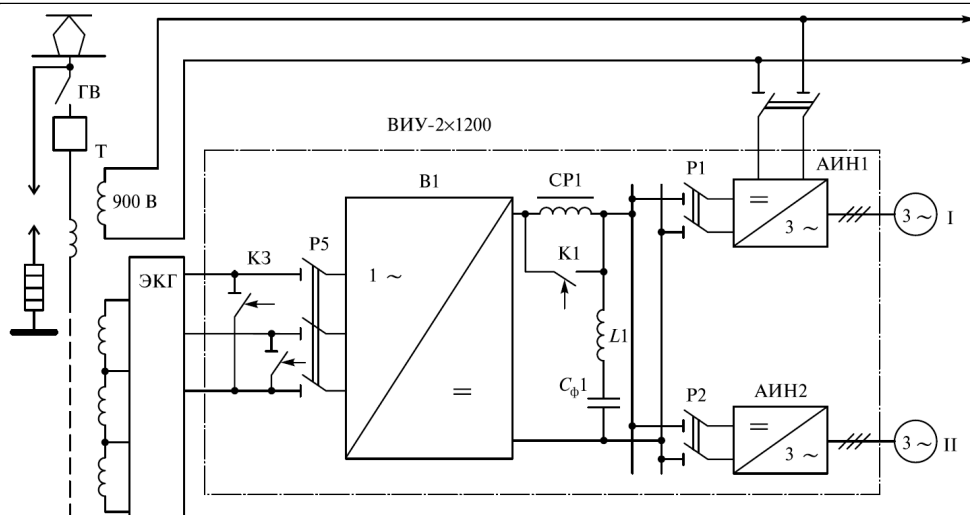 ГВ
Т
900 В
ЭКГ
ВИУ-2×1200
КЗ
Р5
В1
1 ~
=
СР1
К1
L1
Cф1
Р1
АИН1
=
3 ~
3 ~
I
Р2
АИН2
=
3 ~
3 ~
II